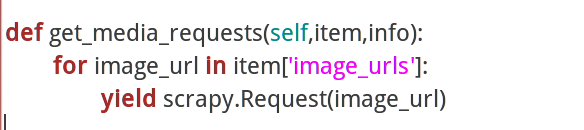 def get_media_requests(self,item,info):
for image_url in item['image_urls']:
yield scrapy.Request(image_url)